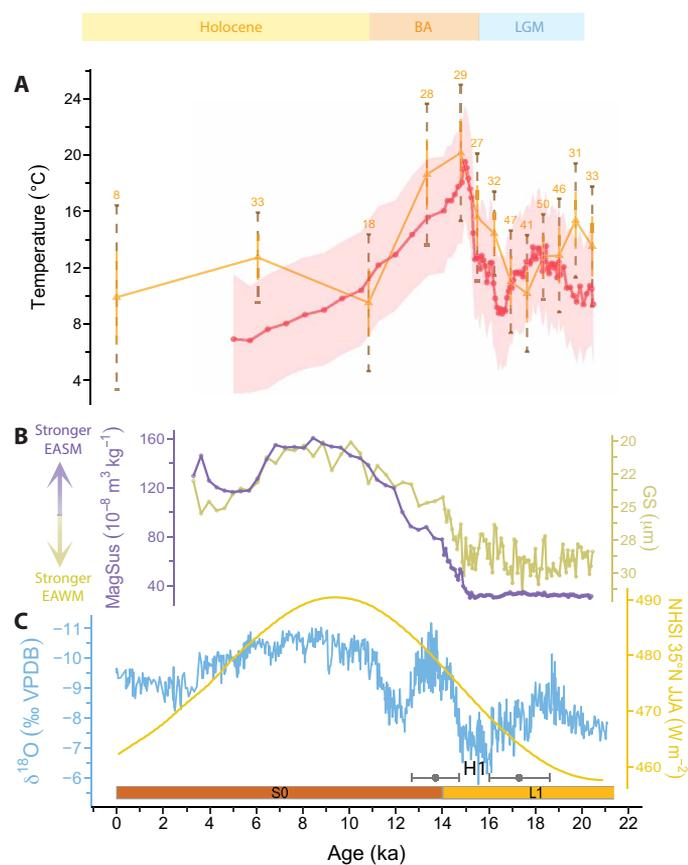 Holocene BA LGM
A
Temperature (°C)
24
20
16
12
8
4
8 33 18 28 29 27 32 47 41 50 46 31 33
B
Stronger
EASM
Stronger
EAWM
MagSus (10⁻⁸ m³ kg⁻¹)
160
120
80
40
20
22
25
28
30
GS (μm)
C
δ¹⁸O (‰ VPDB)
−11
−10
−9
−8
−7
−6
490
480
470
460
NHSI 35°N JJA (W m⁻²)
H1
S0 L1
0 2 4 6 8 10 12 14 16 18 20 22
Age (ka)